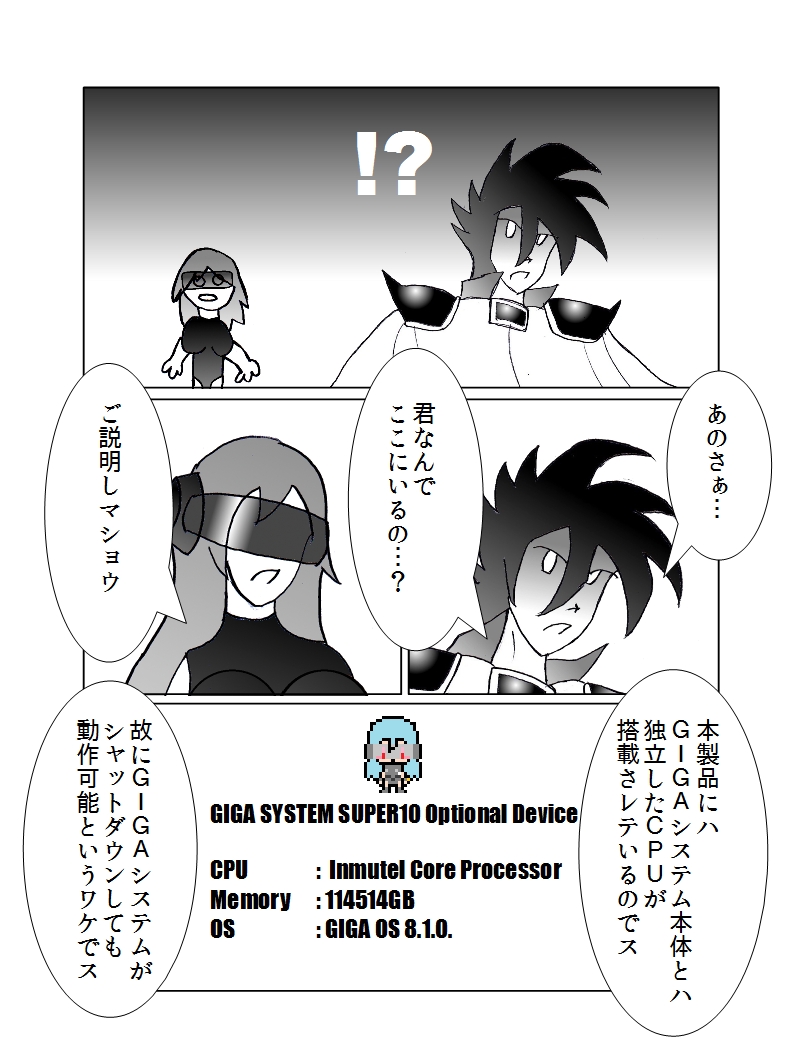 !?
あのさぁ…
君なんで
ここにいるの…?
ご説明しマショウ
本製品にハ
GIGAシステム本体とハ
独立したCPUが
搭載さレテいるのでス
GIGA SYSTEM SUPER10 Optional Device
CPU : Inmutel Core Processor
Memory : 114514GB
OS : GIGA OS 8.1.0.
故にGIGAシステムが
シャットダウンしても
動作可能というワケでス